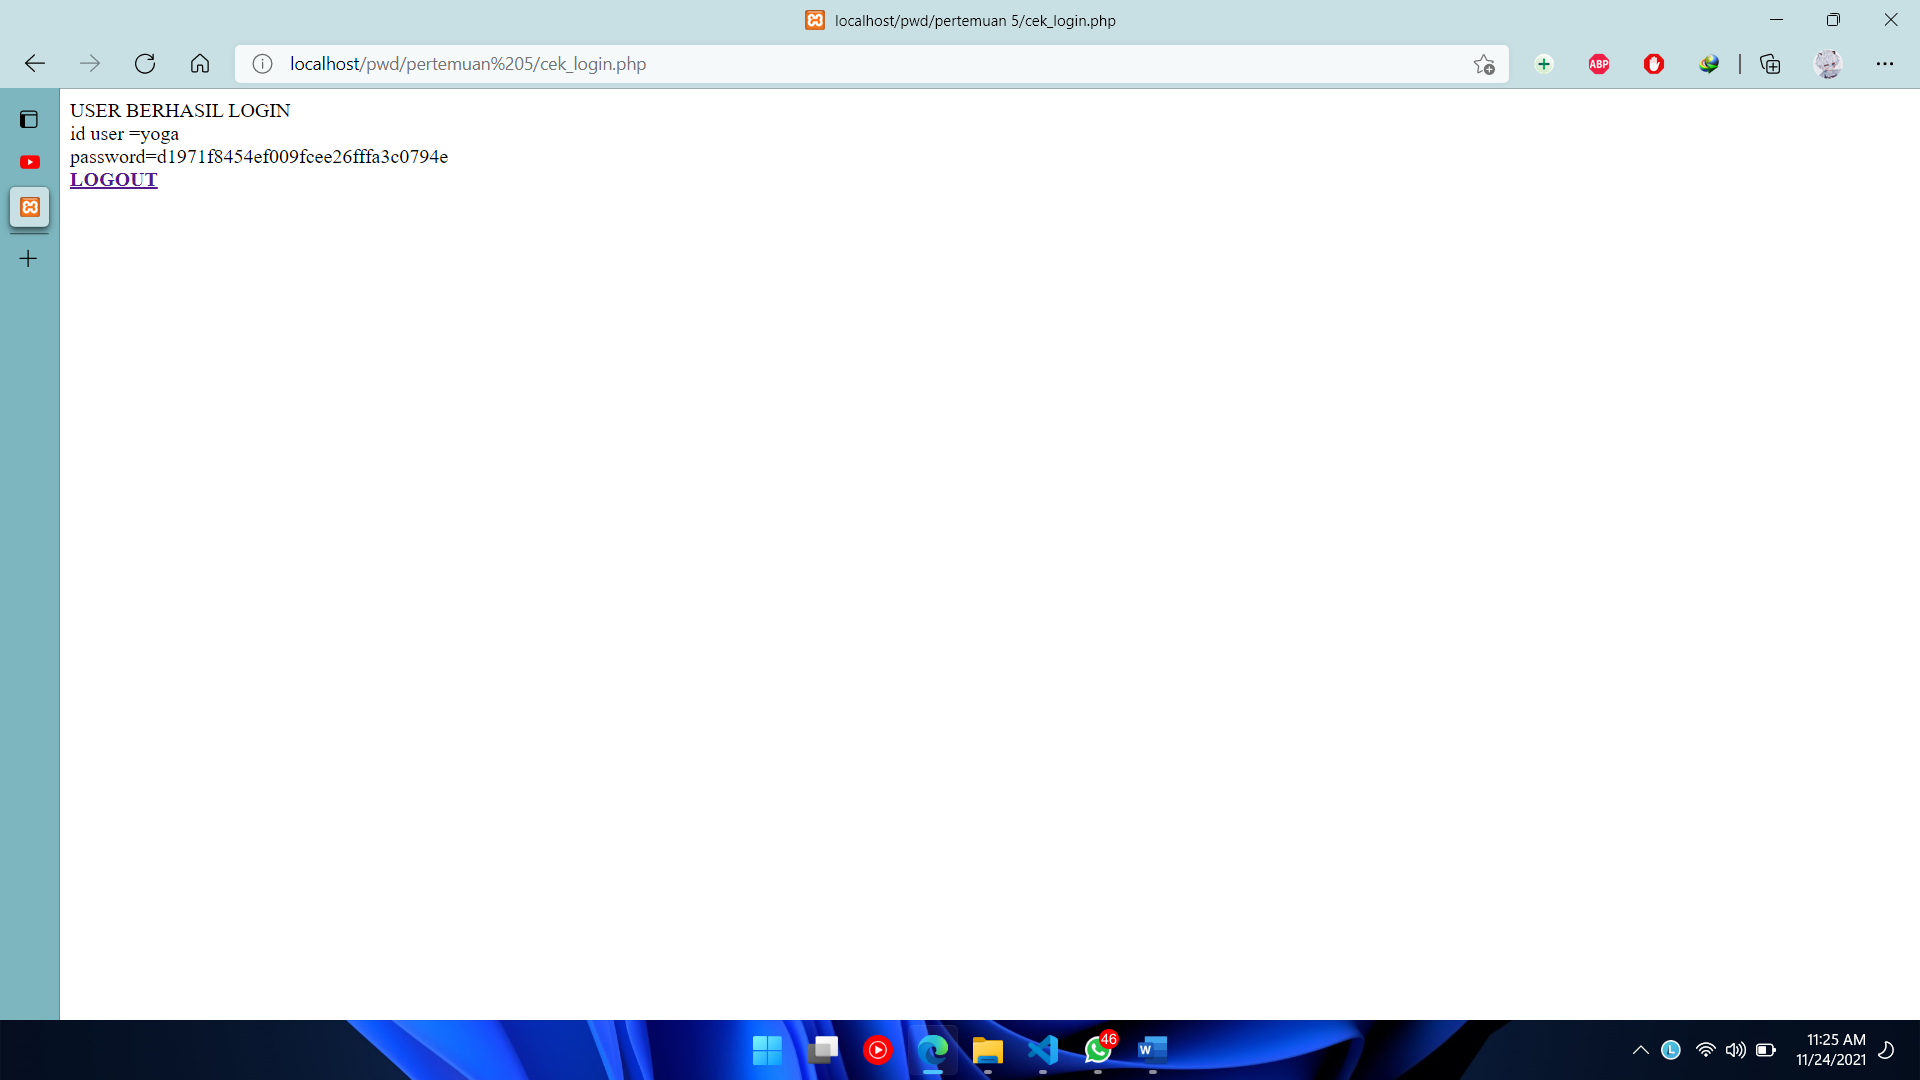 localhost/pwd/pertemuan 5/cek_login.php
localhost/pwd/pertemuan%205/cek_login.php
ABP
USER BERHASIL LOGIN
id user =yoga
password=d1971f8454ef009fcee26fffa3c0794e
LOGOUT
46
W
L
11:25 AM
11/24/2021